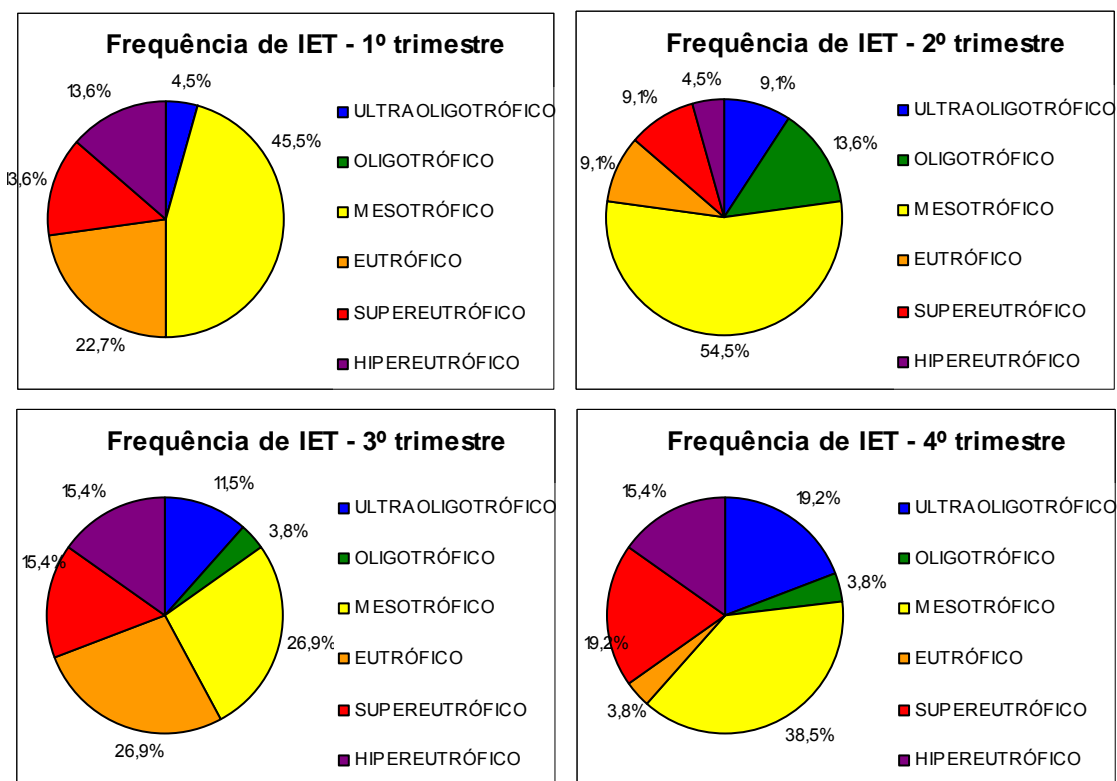 Frequência de IET - 1º trimestre
4,5%
13,6%
45,5%
13,6%
22,7%
ULTRAOLIGOTRÓFICO
OLIGOTRÓFICO
MESOTRÓFICO
EUTRÓFICO
SUPEREUTRÓFICO
HIPEREUTRÓFICO
Frequência de IET - 2º trimestre
4,5%
9,1%
9,1%
13,6%
9,1%
54,5%
ULTRAOLIGOTRÓFICO
OLIGOTRÓFICO
MESOTRÓFICO
EUTRÓFICO
SUPEREUTRÓFICO
HIPEREUTRÓFICO
Frequência de IET - 3º trimestre
15,4%
11,5%
3,8%
15,4%
26,9%
26,9%
ULTRAOLIGOTRÓFICO
OLIGOTRÓFICO
MESOTRÓFICO
EUTRÓFICO
SUPEREUTRÓFICO
HIPEREUTRÓFICO
Frequência de IET - 4º trimestre
15,4%
19,2%
3,8%
19,2%
3,8%
38,5%
ULTRAOLIGOTRÓFICO
OLIGOTRÓFICO
MESOTRÓFICO
EUTRÓFICO
SUPEREUTRÓFICO
HIPEREUTRÓFICO